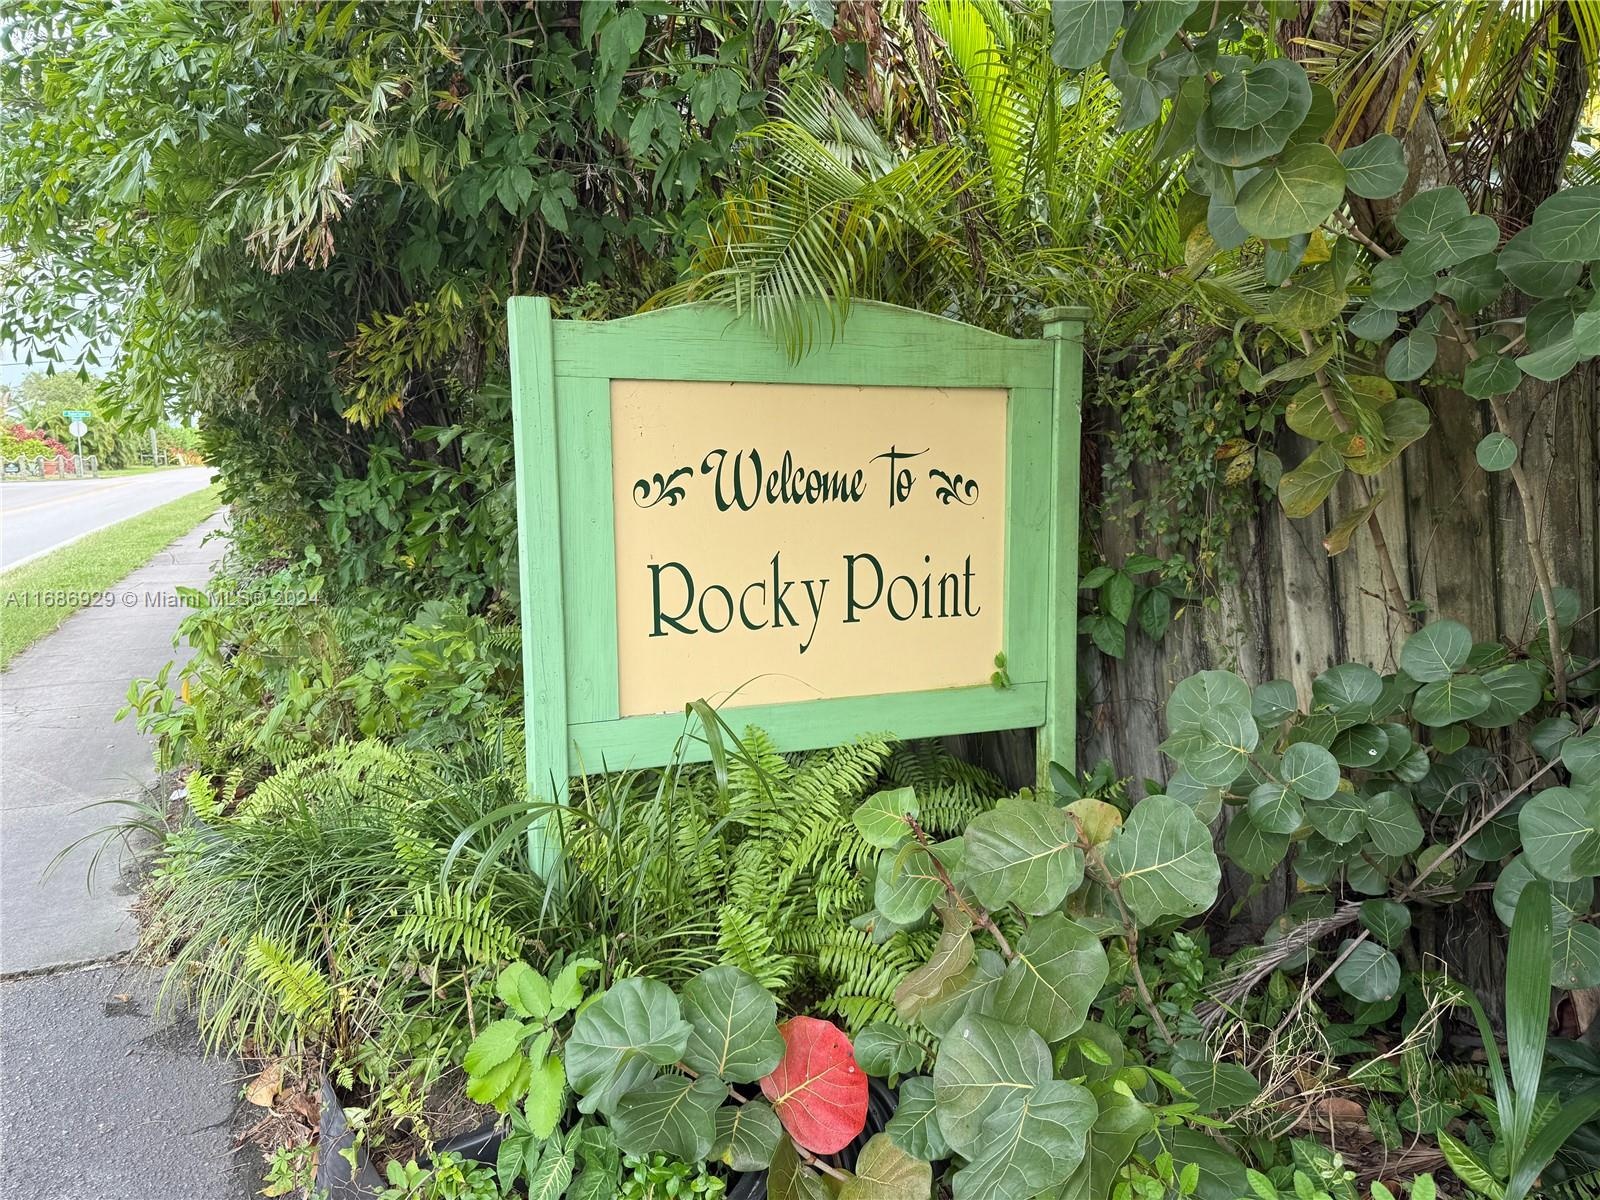 Welcome To
Rocky Point
A11686929 © Miami MLS® 2024